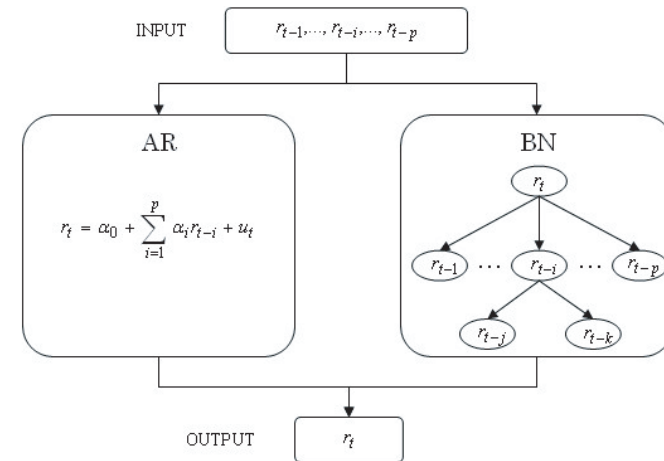 INPUT r_{t-1},..., r_{t-i},..., r_{t-p}
AR
r_t = α_0 + \sum_{i=1}^{p} α_i r_{t-i} + u_t
BN
r_t
r_{t-1} ... r_{t-i} ... r_{t-p}
r_{t-j} r_{t-k}
OUTPUT r_t